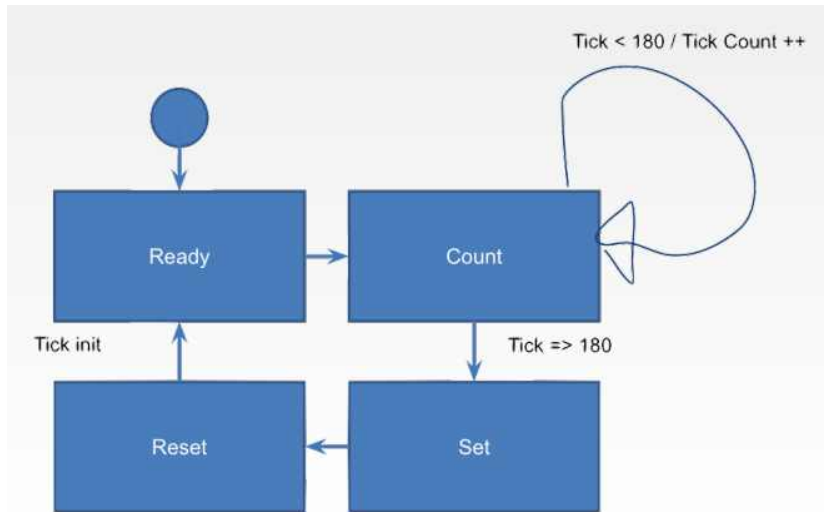 Tick < 180 / Tick Count ++
Ready
Count
Tick init
Tick => 180
Reset
Set